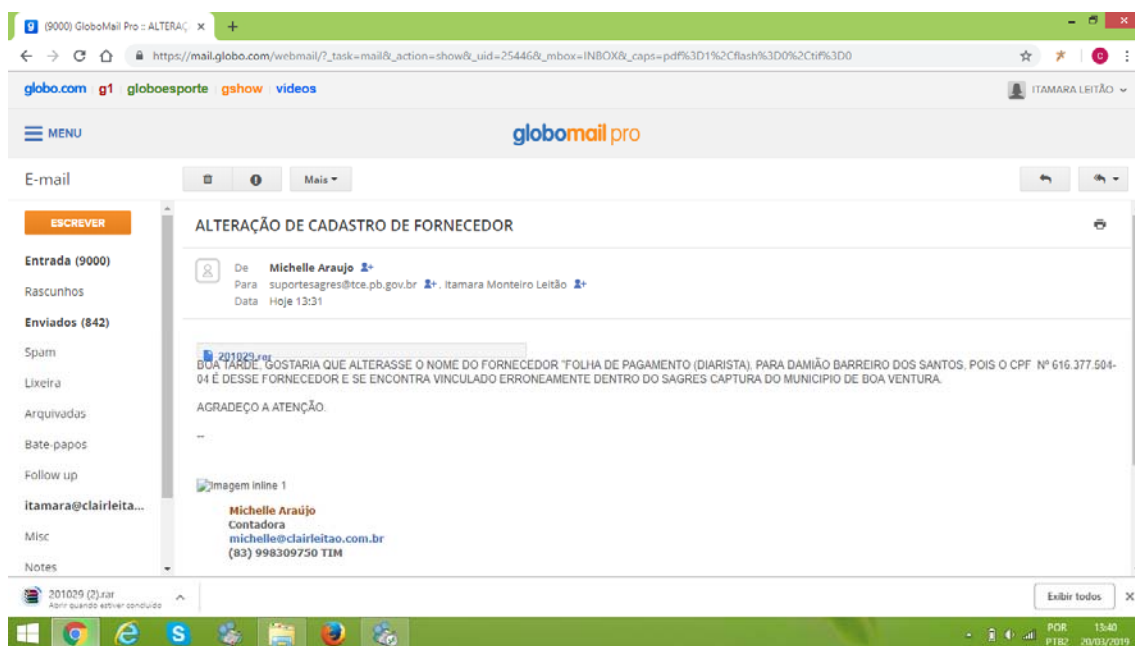 (9000) GloboMail Pro :: ALTERAÇ
https://mail.globo.com/webmail/?_task=mail&_action=show&_uid=25446&_mbox=INBOX&_caps=pdf%3D1%2Cflash%3D0%2Ctif%3D0
globo.com g1 globoesporte gshow videos
ITAMARA LEITÃO
MENU
globomail pro
E-mail
Mais
ESCREVER
ALTERAÇÃO DE CADASTRO DE FORNECEDOR
Entrada (9000)
Rascunhos
Enviados (842)
Spam
Lixeira
Arquivadas
Bate-papos
Follow up
itamara@clairleita...
Misc
Notes
De Michelle Araujo
Para suportesagres@tce.pb.gov.br , Itamara Monteiro Leitão
Data Hoje 13:31
201029.rar
BOA TARDE, GOSTARIA QUE ALTERASSE O NOME DO FORNECEDOR "FOLHA DE PAGAMENTO (DIARISTA), PARA DAMIÃO BARREIRO DOS SANTOS, POIS O CPF Nº 616.377.504-
04 É DESSE FORNECEDOR E SE ENCONTRA VINCULADO ERRONEAMENTE DENTRO DO SAGRES CAPTURA DO MUNICIPIO DE BOA VENTURA.
AGRADEÇO A ATENÇÃO.
--
Imagem inline 1
Michelle Araújo
Contadora
michelle@clairleitao.com.br
(83) 998309750 TIM
201029 (2).rar
Abrir quando estiver concluído
Exibir todos
POR 13:40
PTB2 20/03/2019